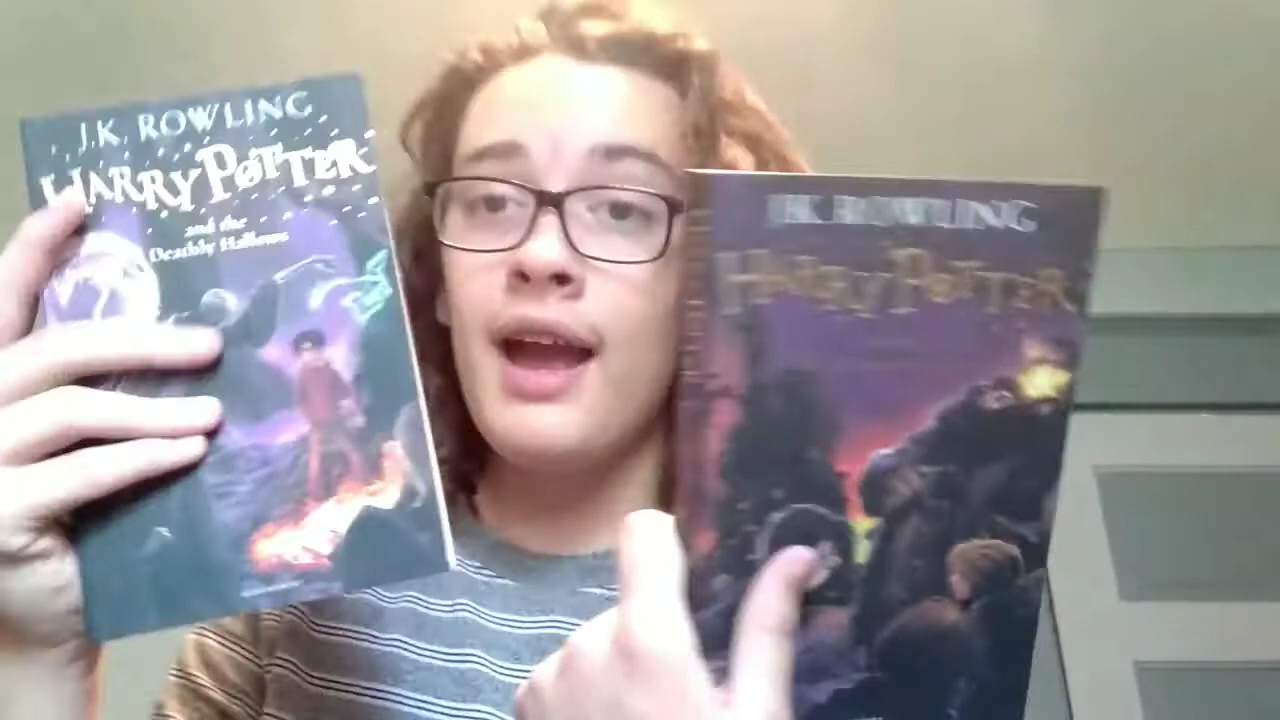 J.K. ROWLING
HARRY POTTER
and the
Deathly Hallows
J.K. ROWLING
HARRY POTTER